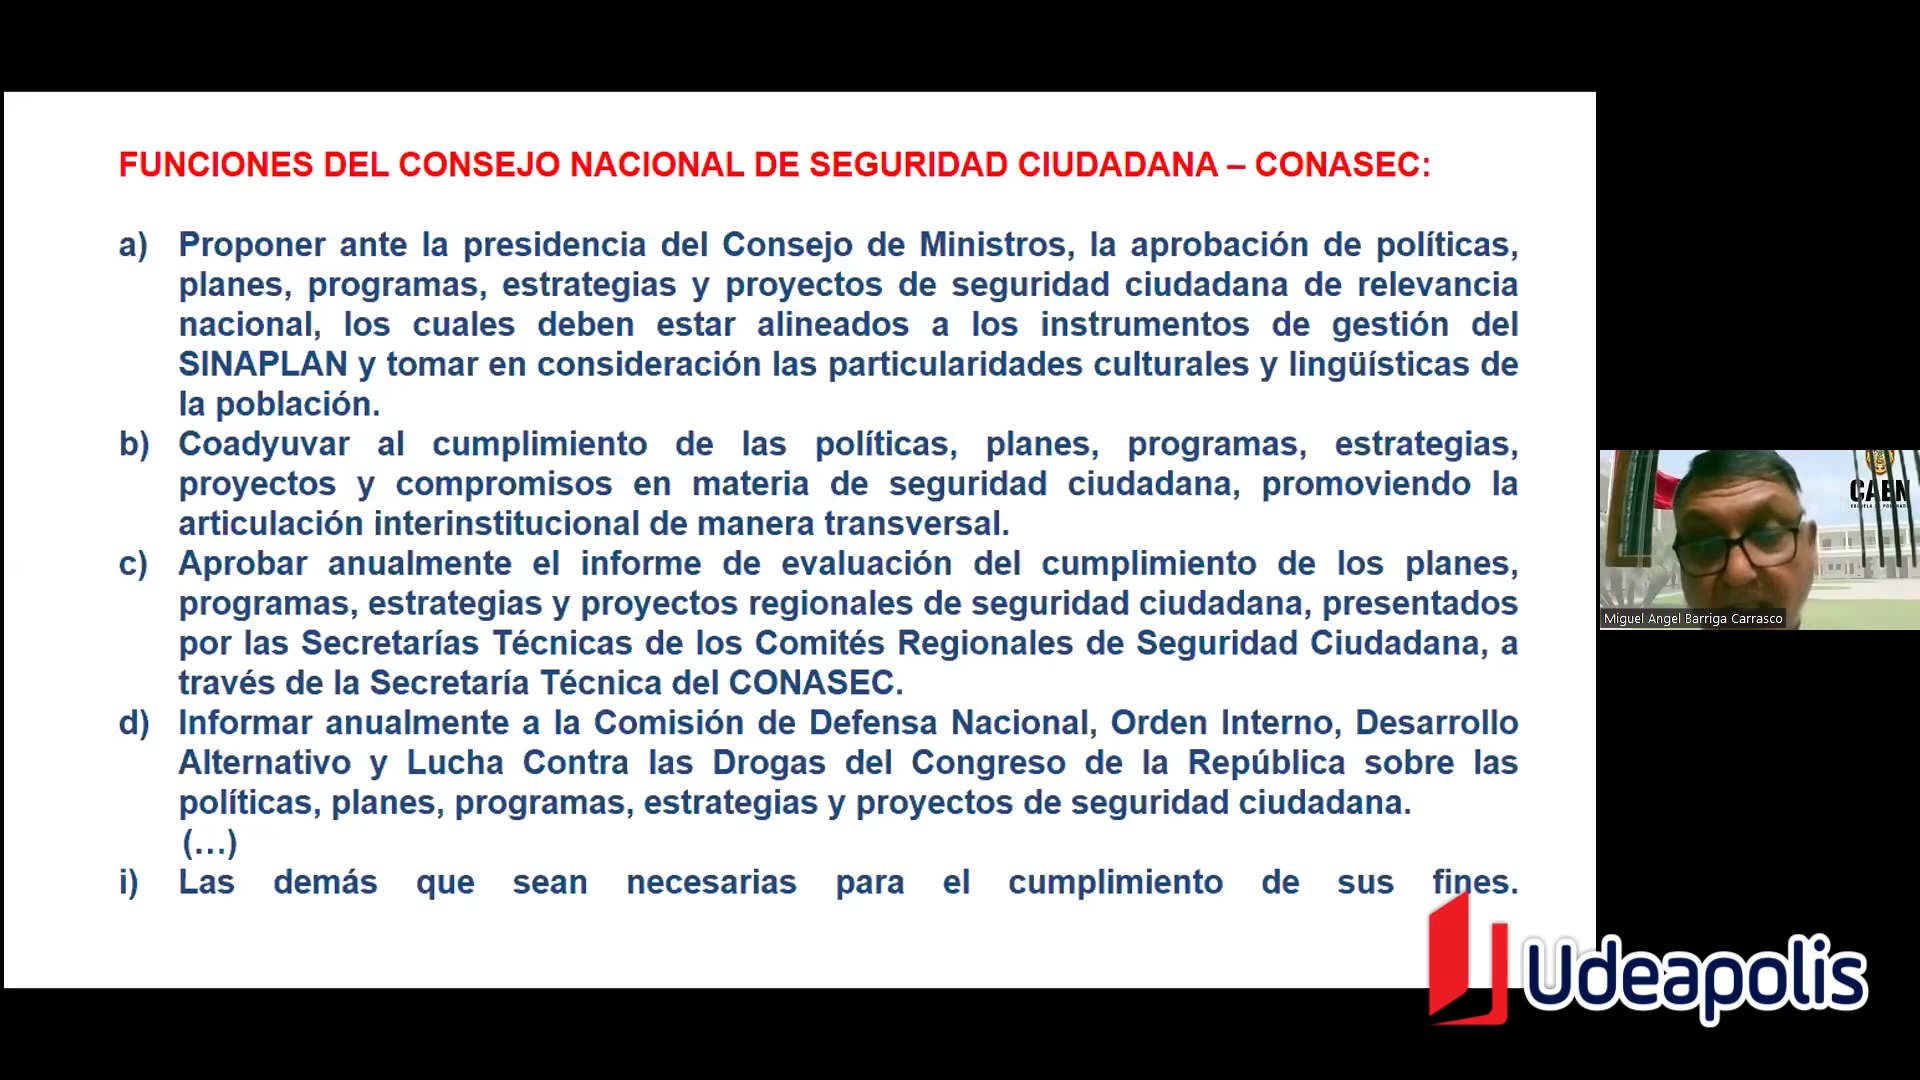 FUNCIONES DEL CONSEJO NACIONAL DE SEGURIDAD CIUDADANA – CONASEC:
a) Proponer ante la presidencia del Consejo de Ministros, la aprobación de políticas,
planes, programas, estrategias y proyectos de seguridad ciudadana de relevancia
nacional, los cuales deben estar alineados a los instrumentos de gestión del
SINAPLAN y tomar en consideración las particularidades culturales y lingüísticas de
la población.
b) Coadyuvar al cumplimiento de las políticas, planes, programas, estrategias,
proyectos y compromisos en materia de seguridad ciudadana, promoviendo la
articulación interinstitucional de manera transversal.
c) Aprobar anualmente el informe de evaluación del cumplimiento de los planes,
programas, estrategias y proyectos regionales de seguridad ciudadana, presentados
por las Secretarías Técnicas de los Comités Regionales de Seguridad Ciudadana, a
través de la Secretaría Técnica del CONASEC.
d) Informar anualmente a la Comisión de Defensa Nacional, Orden Interno, Desarrollo
Alternativo y Lucha Contra las Drogas del Congreso de la República sobre las
políticas, planes, programas, estrategias y proyectos de seguridad ciudadana.
(...)
i) Las demás que sean necesarias para el cumplimiento de sus fines.
CAEN
Miguel Angel Barriga Carrasco
Udeapolis